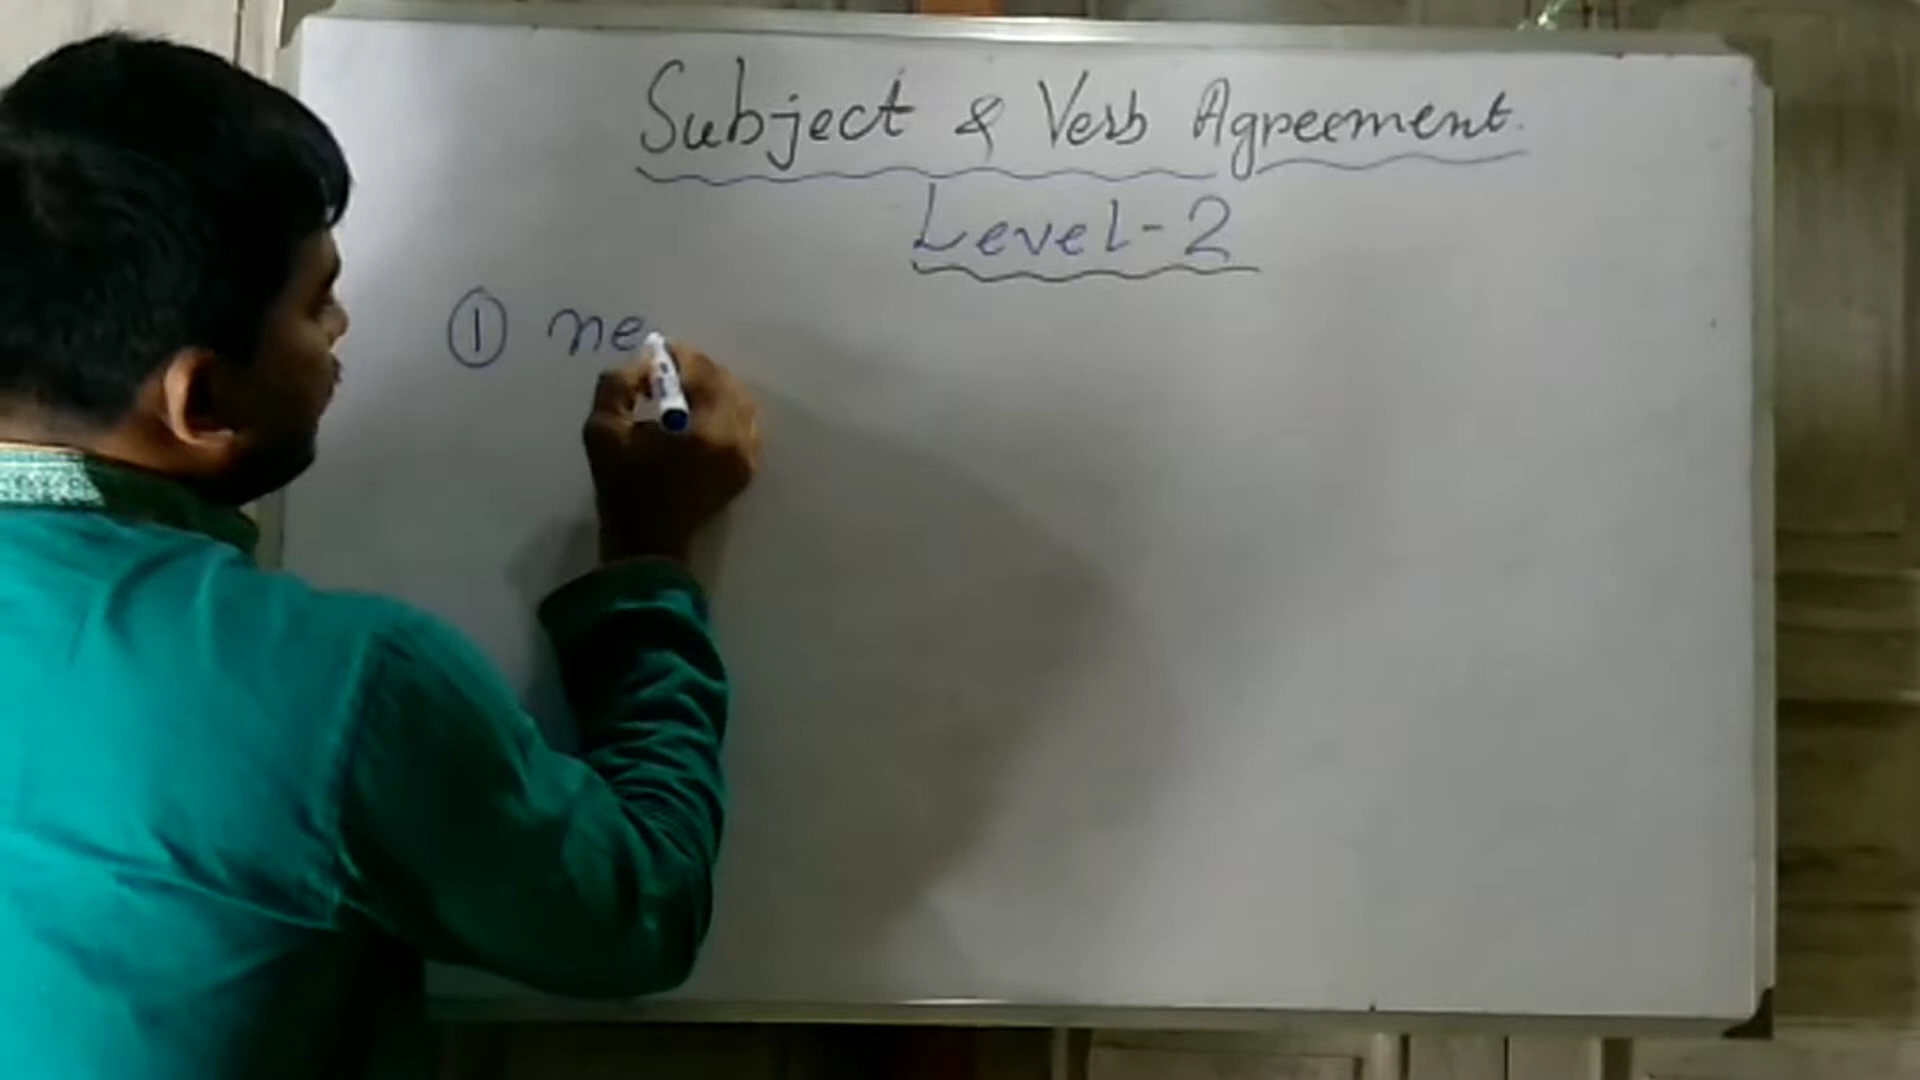 Subject & Verb Agreement.
Level-2
① ne